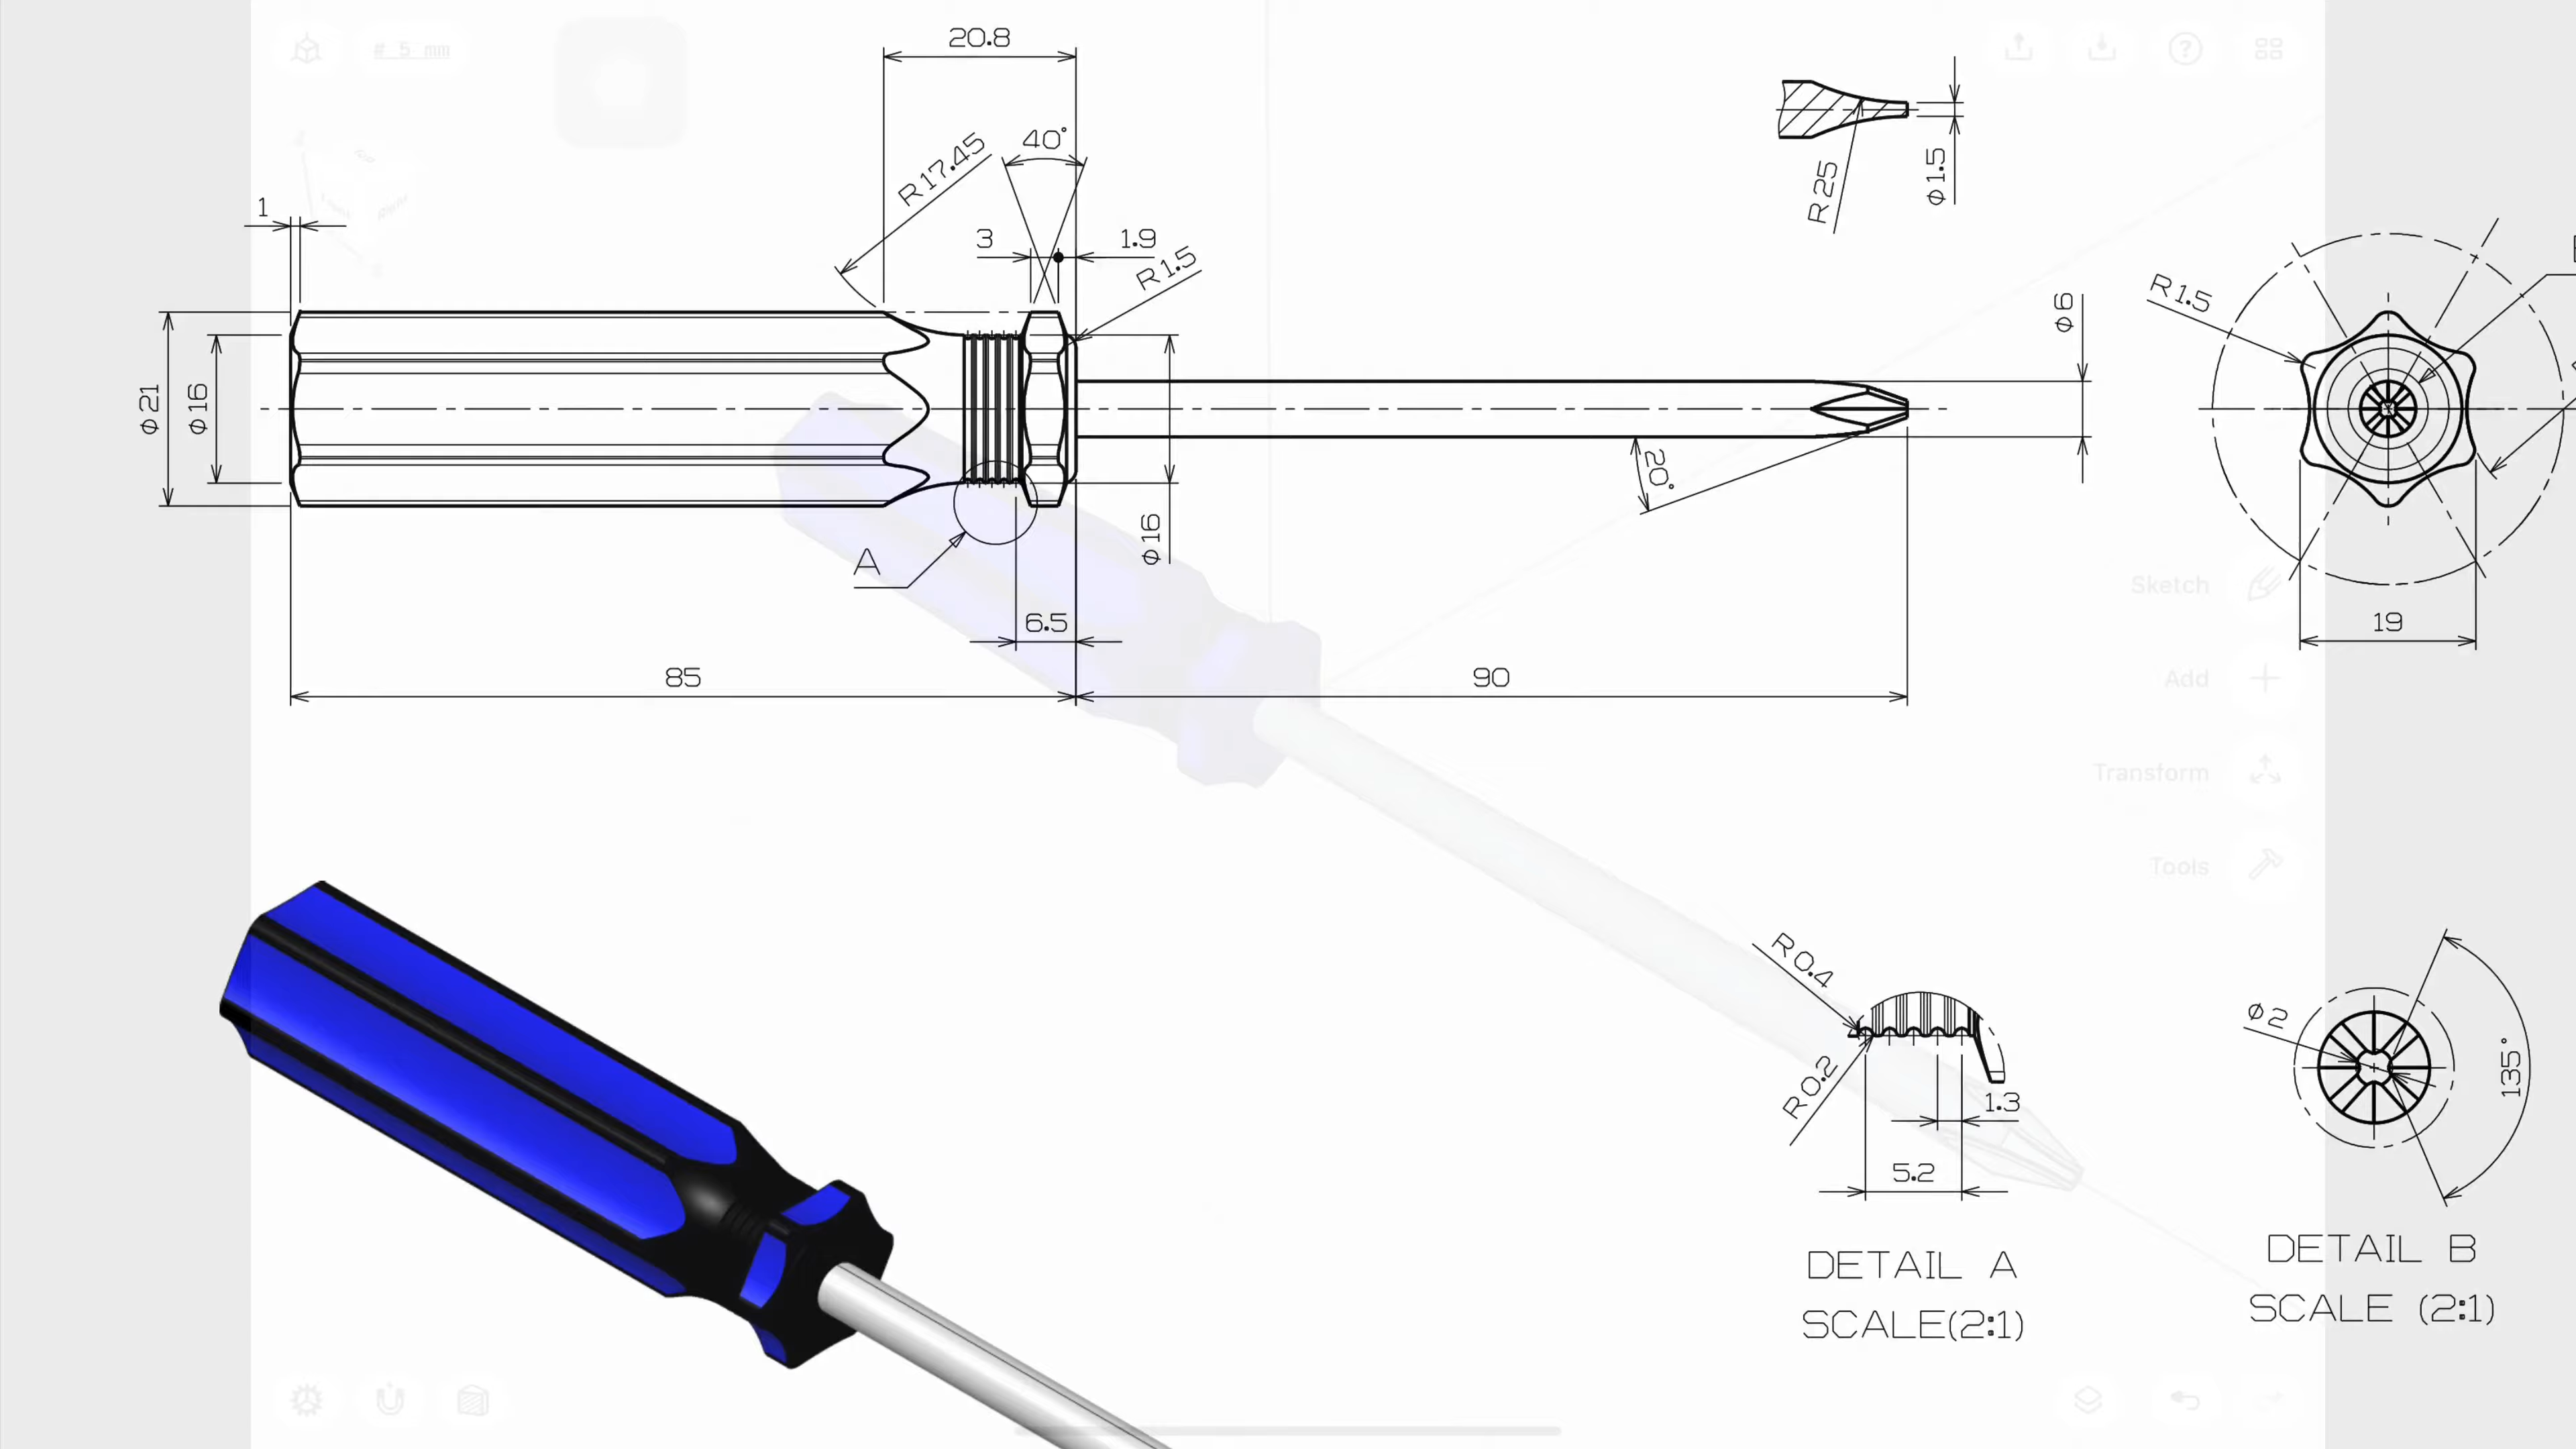 # 5 mm
20.8
R17.45
40°
1
3
1.9
R1.5
R25
Φ1.5
Φ6
R1.5
Φ21
Φ16
20°
Φ16
A
6.5
19
85
90
Sketch
Add
Transform
Tools
R0.4
R0.2
1.3
5.2
Φ2
135°
DETAIL A
SCALE(2:1)
DETAIL B
SCALE (2:1)